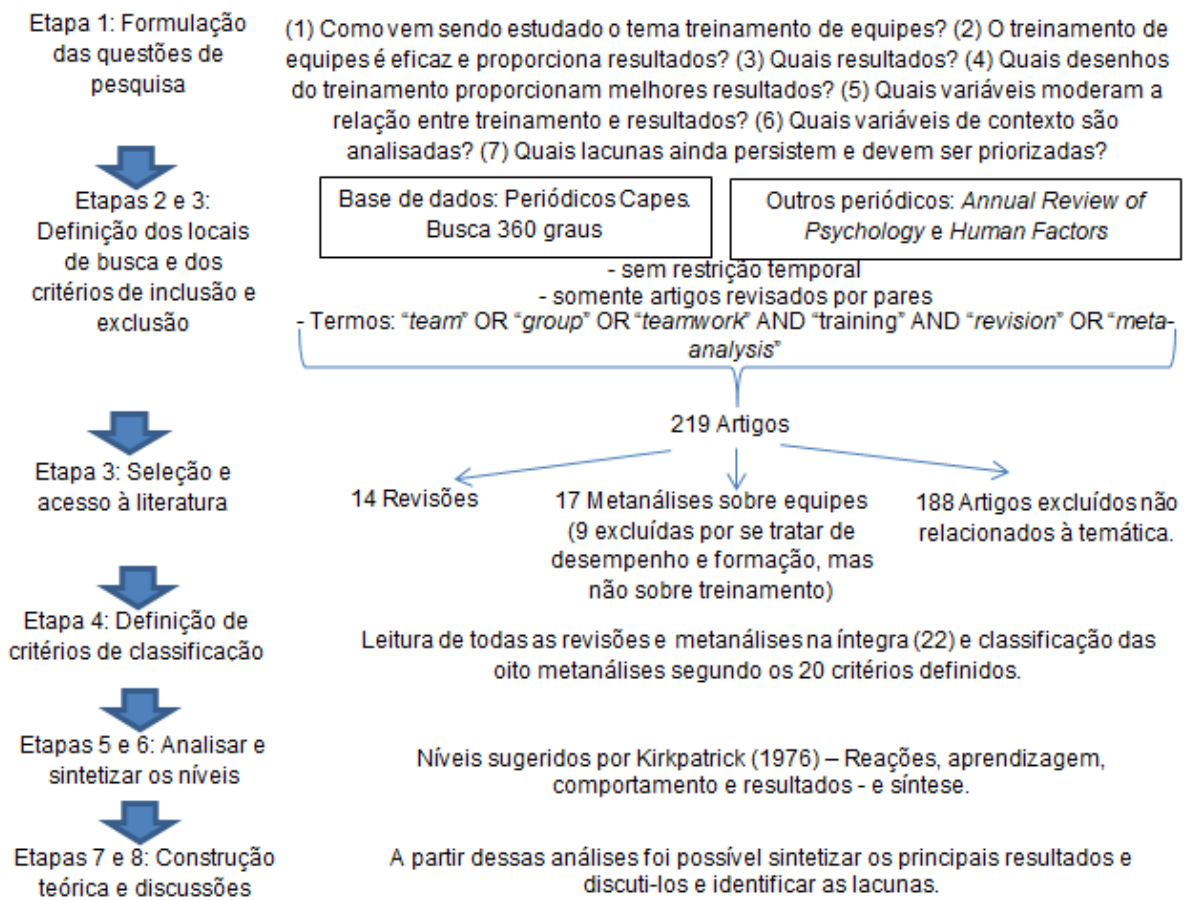 Etapa 1: Formulação
das questões de
pesquisa
(1) Como vem sendo estudado o tema treinamento de equipes? (2) O treinamento de
equipes é eficaz e proporciona resultados? (3) Quais resultados? (4) Quais desenhos
do treinamento proporcionam melhores resultados? (5) Quais variáveis moderam a
relação entre treinamento e resultados? (6) Quais variáveis de contexto são
analisadas? (7) Quais lacunas ainda persistem e devem ser priorizadas?
Etapas 2 e 3:
Definição dos locais
de busca e dos
critérios de inclusão e
exclusão
Base de dados: Periódicos Capes.
Busca 360 graus
Outros periódicos: Annual Review of
Psychology e Human Factors
- sem restrição temporal
- somente artigos revisados por pares
- Termos: “team” OR “group” OR “teamwork” AND “training” AND “revision” OR “meta-
analysis”
219 Artigos
Etapa 3: Seleção e
acesso à literatura
14 Revisões
17 Metanálises sobre equipes
(9 excluídas por se tratar de
desempenho e formação, mas
não sobre treinamento)
188 Artigos excluídos não
relacionados à temática.
Etapa 4: Definição de
critérios de classificação
Leitura de todas as revisões e metanálises na íntegra (22) e classificação das
oito metanálises segundo os 20 critérios definidos.
Etapas 5 e 6: Analisar e
sintetizar os níveis
Níveis sugeridos por Kirkpatrick (1976) – Reações, aprendizagem,
comportamento e resultados - e síntese.
Etapas 7 e 8: Construção
teórica e discussões
A partir dessas análises foi possível sintetizar os principais resultados e
discuti-los e identificar as lacunas.